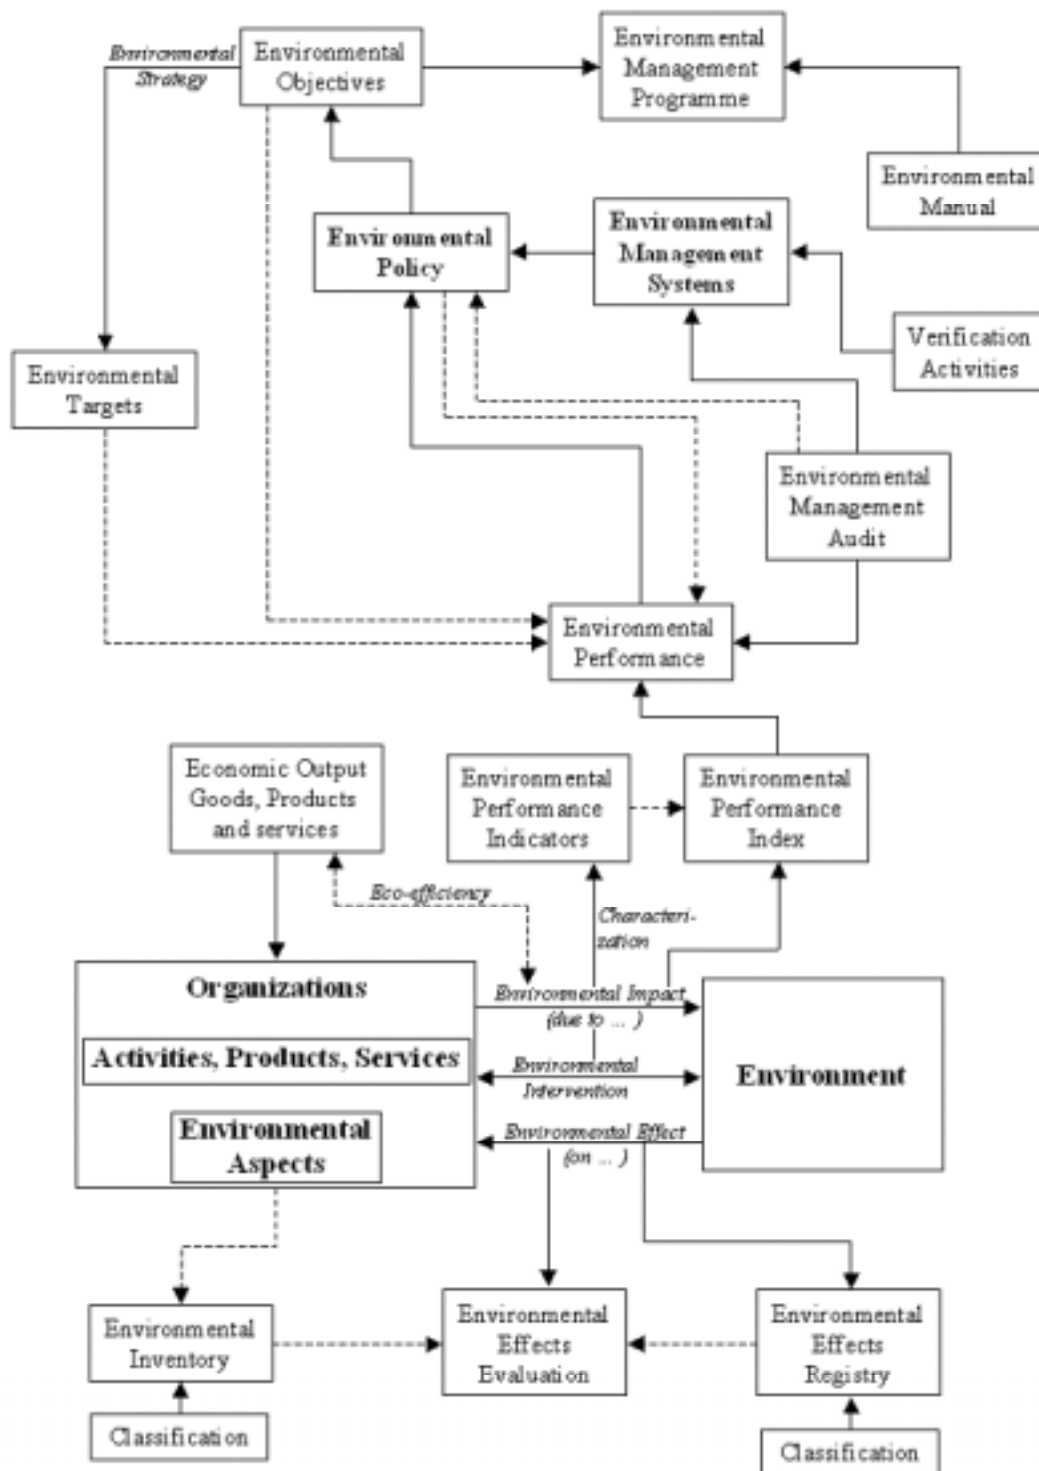 Environmental
Strategy
Environmental
Objectives
Environmental
Management
Programme
Environmental
Manual
Environmental
Policy
Environmental
Management
Systems
Verification
Activities
Environmental
Targets
Environmental
Management
Audit
Environmental
Performance
Economic Output
Goods, Products
and services
Environmental
Performance
Indicators
Environmental
Performance
Index
Eco-efficiency
Characteri-
zation
Organizations
Activities, Products, Services
Environmental
Aspects
Environmental Impact
(due to ... )
Environmental
Intervention
Environmental Effect
(on ... )
Environment
Environmental
Inventory
Classification
Environmental
Effects
Evaluation
Environmental
Effects
Registry
Classification